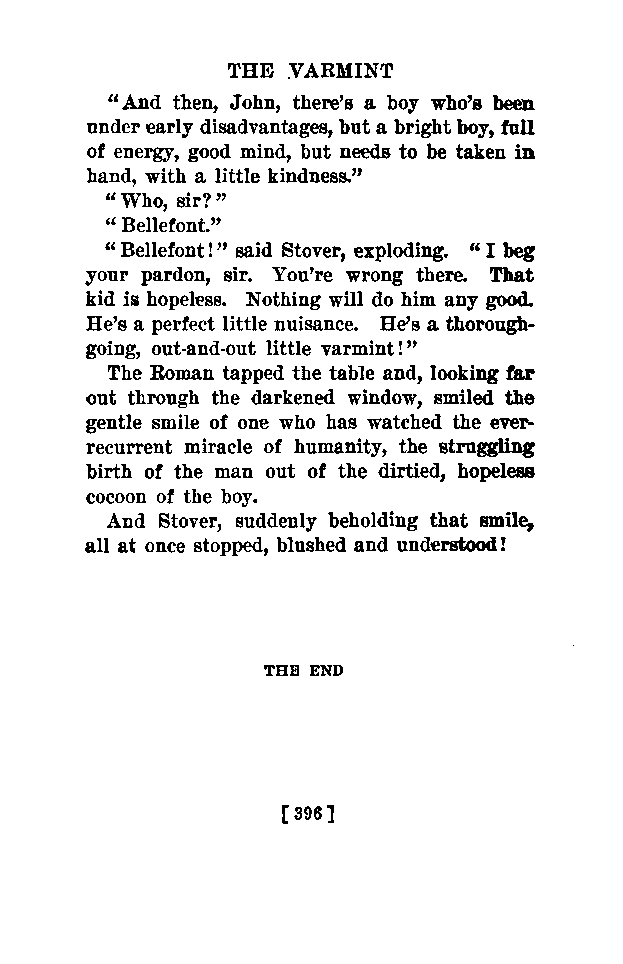 THE VARMINT
"And then, John, there's a boy who's been
under early disadvantages, but a bright boy, full
of energy, good mind, but needs to be taken in
hand, with a little kindness."
"Who, sir?"
"Bellefont."
"Bellefont!" said Stover, exploding. "I beg
your pardon, sir. You're wrong there. That
kid is hopeless. Nothing will do him any good.
He's a perfect little nuisance. He's a thorough-
going, out-and-out little varmint!"
The Roman tapped the table and, looking far
out through the darkened window, smiled the
gentle smile of one who has watched the ever-
recurrent miracle of humanity, the struggling
birth of the man out of the dirtied, hopeless
cocoon of the boy.
And Stover, suddenly beholding that smile,
all at once stopped, blushed and understood!
THE END
[396]